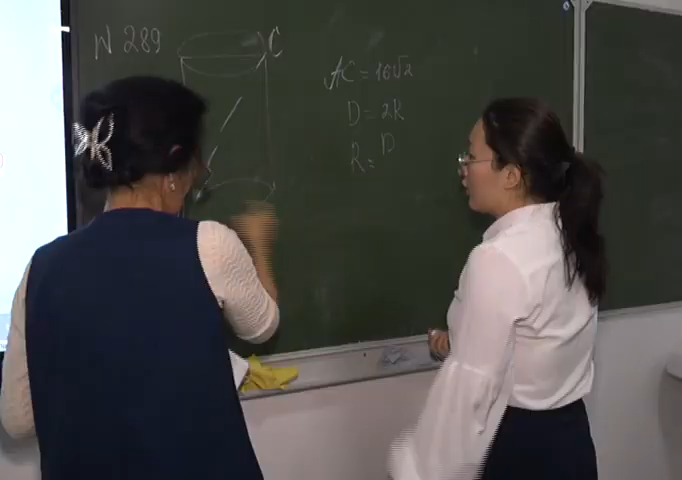 N 289
C
AC = 16√2
D = 2R
R = D